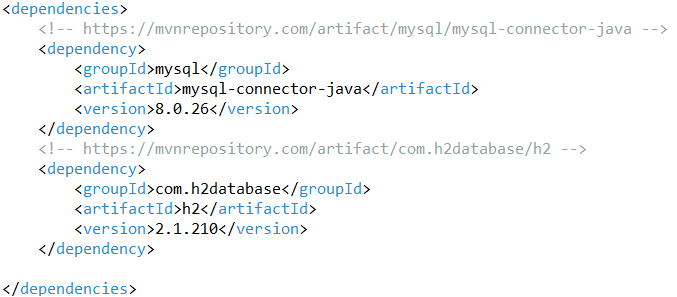 <dependencies>
    <!-- https://mvnrepository.com/artifact/mysql/mysql-connector-java -->
    <dependency>
        <groupId>mysql</groupId>
        <artifactId>mysql-connector-java</artifactId>
        <version>8.0.26</version>
    </dependency>
    <!-- https://mvnrepository.com/artifact/com.h2database/h2 -->
    <dependency>
        <groupId>com.h2database</groupId>
        <artifactId>h2</artifactId>
        <version>2.1.210</version>
    </dependency>

</dependencies>